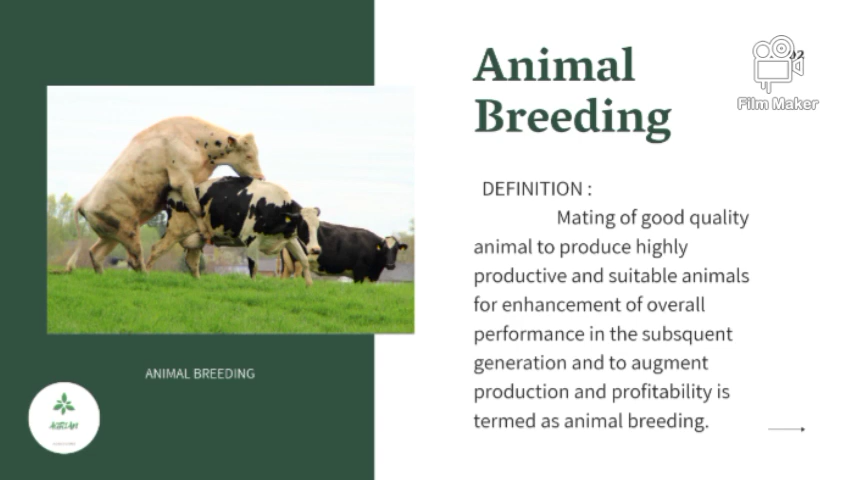 Animal
Breeding
Film Maker
DEFINITION :
Mating of good quality
animal to produce highly
productive and suitable animals
for enhancement of overall
performance in the subsquent
generation and to augment
production and profitability is
termed as animal breeding.
ANIMAL BREEDING